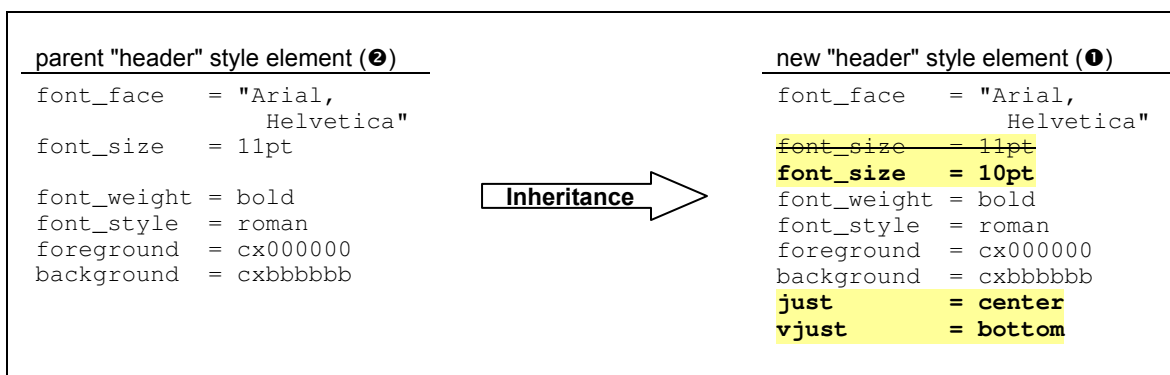 parent "header" style element (❷)
font_face = "Arial,
Helvetica"
font_size = 11pt
font_weight = bold
font_style = roman
foreground = cx000000
background = cxbbbbbb
Inheritance
new "header" style element (❶)
font_face = "Arial,
Helvetica"
font_size = 11pt
font_size = 10pt
font_weight = bold
font_style = roman
foreground = cx000000
background = cxbbbbbb
just = center
vjust = bottom